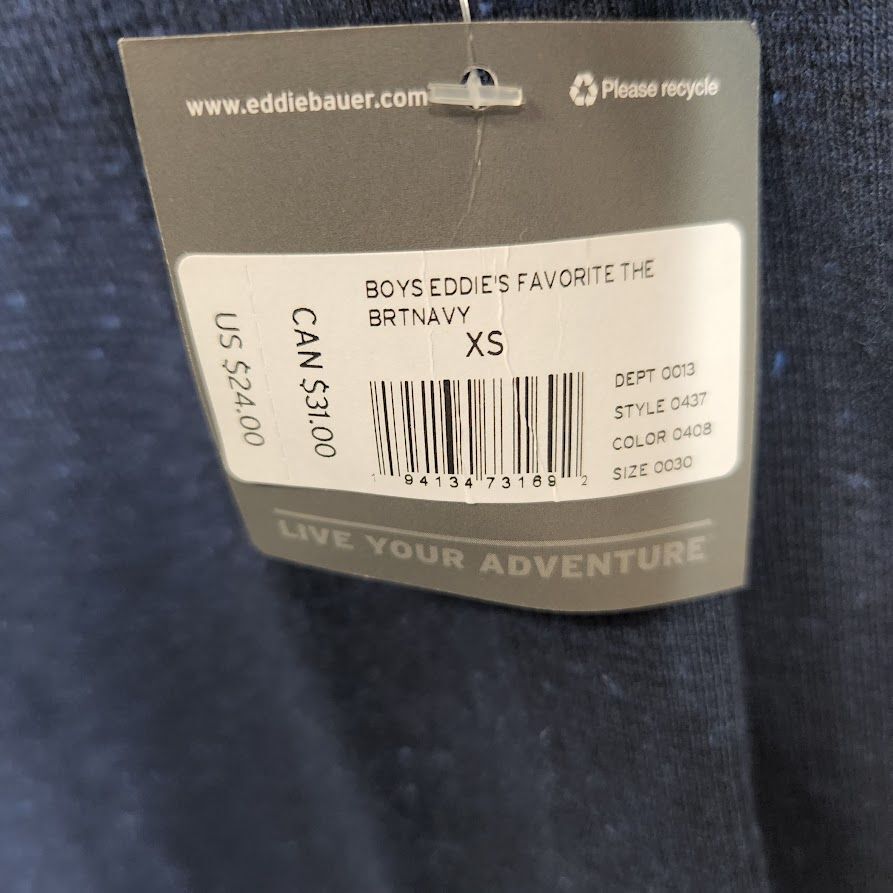 www.eddiebauer.com
Please recycle
BOYS EDDIE'S FAVORITE THE
BRTNAVY
XS
US $24.00
CAN $31.00
DEPT 0013
STYLE 0437
COLOR 0408
SIZE 0030
1 94134 73169 2
LIVE YOUR ADVENTURE